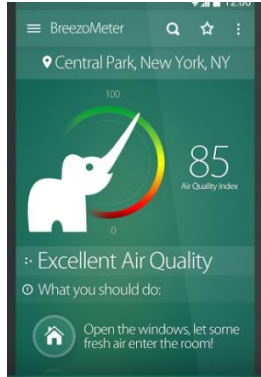 12:00
BreezoMeter
Central Park, New York, NY
100
85
Air Quality Index
0
Excellent Air Quality
What you should do:
Open the windows, let some
fresh air enter the room!